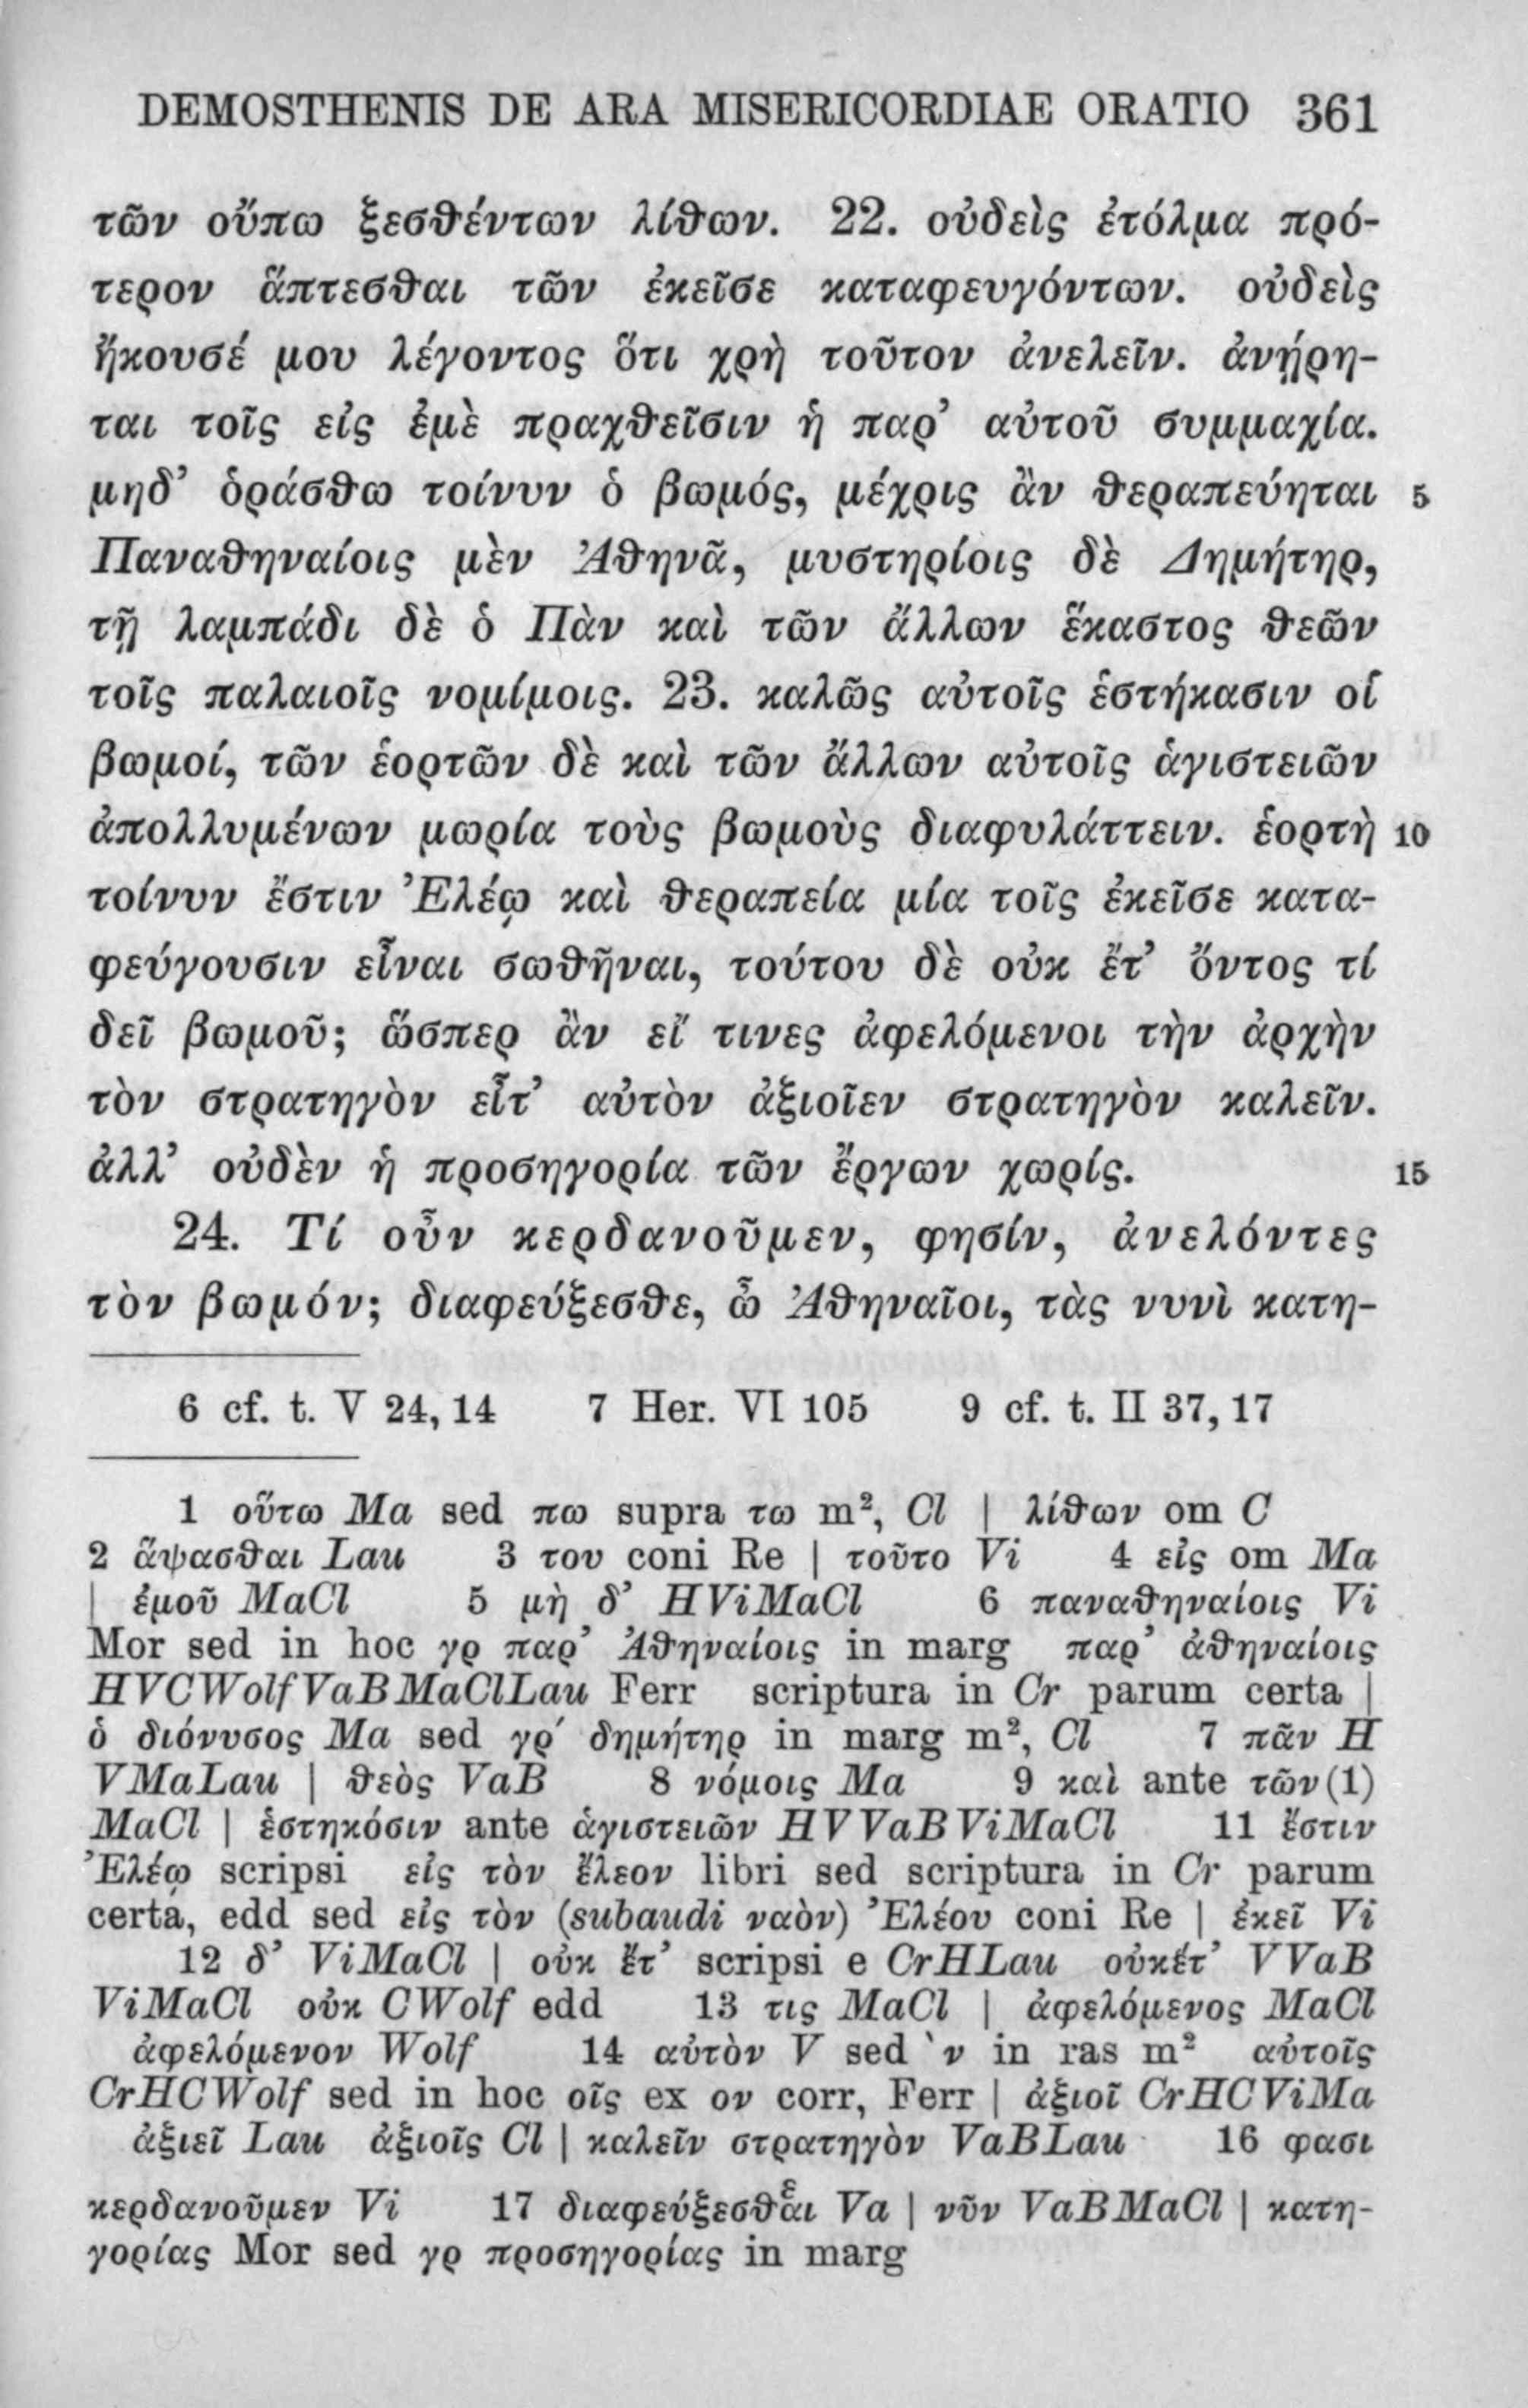 DEMOSTHENIS DE ARA MISERICORDIAE ORATIO 361
τῶν οὔπω ξεσθέντων λίθων. 22. οὐδεὶς ἐτόλμα πρό-
τερον ἅπτεσθαι τῶν ἐκεῖσε καταφευγόντων. οὐδεὶς
ἤκουσέ μου λέγοντος ὅτι χρὴ τοῦτον ἀνελεῖν. ἀνῄρη-
ται τοῖς εἰς ἐμὲ πραχθεῖσιν ἡ παρ’ αὐτοῦ συμμαχία.
μηδ’ ὁράσθω τοίνυν ὁ βωμός, μέχρις ἂν θεραπεύηται 5
Παναθηναίοις μὲν Ἀθηνᾶ, μυστηρίοις δὲ Δημήτηρ,
τῇ λαμπάδι δὲ ὁ Πὰν καὶ τῶν ἄλλων ἕκαστος θεῶν
τοῖς παλαιοῖς νομίμοις. 23. καλῶς αὐτοῖς ἑστήκασιν οἱ
βωμοί, τῶν ἑορτῶν δὲ καὶ τῶν ἄλλων αὐτοῖς ἁγιστειῶν
ἀπολλυμένων μωρία τοὺς βωμοὺς διαφυλάττειν. ἑορτὴ 10
τοίνυν ἔστιν Ἐλέῳ καὶ θεραπεία μία τοῖς ἐκεῖσε κατα-
φεύγουσιν εἶναι σωθῆναι, τούτου δὲ οὐκ ἔτ’ ὄντος τί
δεῖ βωμοῦ; ὥσπερ ἂν εἴ τινες ἀφελόμενοι τὴν ἀρχὴν
τὸν στρατηγὸν εἶτ’ αὐτὸν ἀξιοῖεν στρατηγὸν καλεῖν.
ἀλλ’ οὐδὲν ἡ προσηγορία τῶν ἔργων χωρίς. 15
24. Τί οὖν κερδανοῦμεν, φησίν, ἀνελόντες
τὸν βωμόν; διαφεύξεσθε, ὦ Ἀθηναῖοι, τὰς νυνὶ κατη-
6 cf. t. V 24, 14 7 Her. VI 105 9 cf. t. II 37, 17
1 οὕτω Ma sed πω supra τω m², Cl | λίθων om C
2 ἅψασθαι Lau 3 του coni Re | τοῦτο Vi 4 εἰς om Ma
| ἐμοῦ MaCl 5 μὴ δ’ HViMaCl 6 παναθηναίοις Vi
Mor sed in hoc γρ παρ’ Ἀθηναίοις in marg παρ’ ἀθηναίοις
HVCWolfVaBMaClLau Ferr scriptura in Cr parum certa |
ὁ διόνυσος Ma sed γρ΄ δημήτηρ in marg m², Cl 7 πᾶν H
VMaLau | θεὸς VaB 8 νόμοις Ma 9 καὶ ante τῶν(1)
MaCl | ἑστηκόσιν ante ἁγιστειῶν HVVaBViMaCl 11 ἔστιν
Ἐλέῳ scripsi εἰς τὸν ἔλεον libri sed scriptura in Cr parum
certa, edd sed εἰς τὸν (subaudi ναὸν) Ἐλέου coni Re | ἐκεῖ Vi
12 δ’ ViMaCl | οὐκ ἔτ’ scripsi e CrHLau οὐκέτ’ VVaB
ViMaCl οὐκ CWolf edd 13 τις MaCl | ἀφελόμενος MaCl
ἀφελόμενον Wolf 14 αὐτὸν V sed `ν in ras m² αὐτοῖς
CrHCWolf sed in hoc οῖς ex ον corr, Ferr | ἀξιοῖ CrHCViMa
ἀξιεῖ Lau ἀξιοῖς Cl | καλεῖν στρατηγὸν VaBLau 16 φασι
κερδανοῦμεν Vi 17 διαφεύξεσθαιε Va | νῦν VaBMaCl | κατη-
γορίας Mor sed γρ προσηγορίας in marg